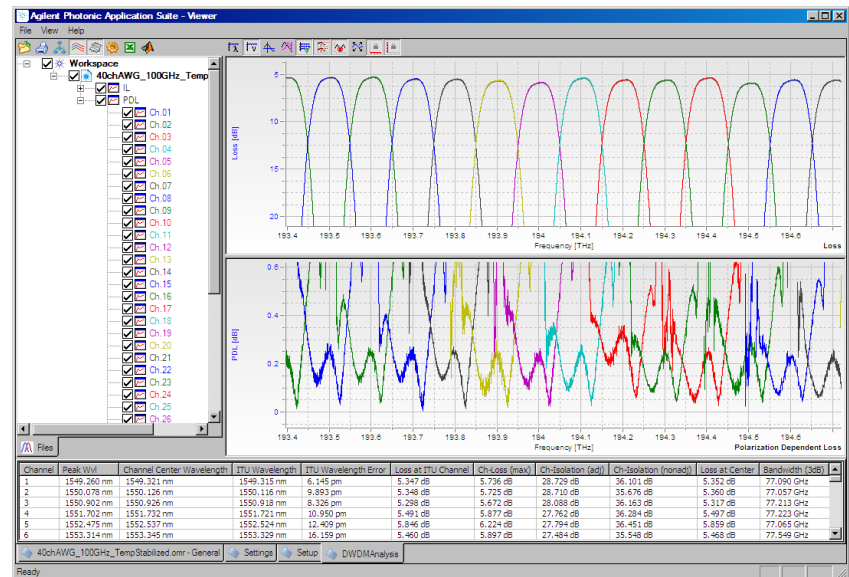 Agilent Photonic Application Suite - Viewer
File View Help
Workspace
40chAWG_100GHz_Temp
IL
PDL
Ch.01
Ch.02
Ch.03
Ch.04
Ch.05
Ch.06
Ch.07
Ch.08
Ch.09
Ch.10
Ch.11
Ch.12
Ch.13
Ch.14
Ch.15
Ch.16
Ch.17
Ch.18
Ch.19
Ch.20
Ch.21
Ch.22
Ch.23
Ch.24
Ch.25
Ch.26
Files
Loss [dB]
5
10
15
20
193.4 193.5 193.6 193.7 193.8 193.9 194 194.1 194.2 194.3 194.4 194.5 194.6
Frequency [THz]
Loss
PDL [dB]
0.6
0.4
0.2
0
193.4 193.5 193.6 193.7 193.8 193.9 194 194.1 194.2 194.3 194.4 194.5 194.6
Frequency [THz]
Polarization Dependent Loss
Channel Peak Wvl Channel Center Wavelength ITU Wavelength ITU Wavelength Error Loss at ITU Channel Ch-Loss (max) Ch-Isolation (adj) Ch-Isolation (nonadj) Loss at Center Bandwidth (3dB)
1 1549.260 nm 1549.321 nm 1549.315 nm 6.145 pm 5.347 dB 5.736 dB 28.729 dB 36.101 dB 5.352 dB 77.090 GHz
2 1550.078 nm 1550.126 nm 1550.116 nm 9.893 pm 5.348 dB 5.725 dB 28.710 dB 35.676 dB 5.360 dB 77.057 GHz
3 1550.902 nm 1550.926 nm 1550.918 nm 8.326 pm 5.298 dB 5.672 dB 28.088 dB 36.163 dB 5.317 dB 77.213 GHz
4 1551.702 nm 1551.732 nm 1551.721 nm 10.950 pm 5.491 dB 5.877 dB 27.762 dB 36.284 dB 5.497 dB 77.223 GHz
5 1552.475 nm 1552.537 nm 1552.524 nm 12.409 pm 5.846 dB 6.224 dB 27.794 dB 36.451 dB 5.859 dB 77.065 GHz
6 1553.314 nm 1553.345 nm 1553.329 nm 16.159 pm 5.460 dB 5.897 dB 27.484 dB 35.548 dB 5.468 dB 77.549 GHz
40chAWG_100GHz_TempStabilized.omr - General Settings Setup DWDMAnalysis
Ready